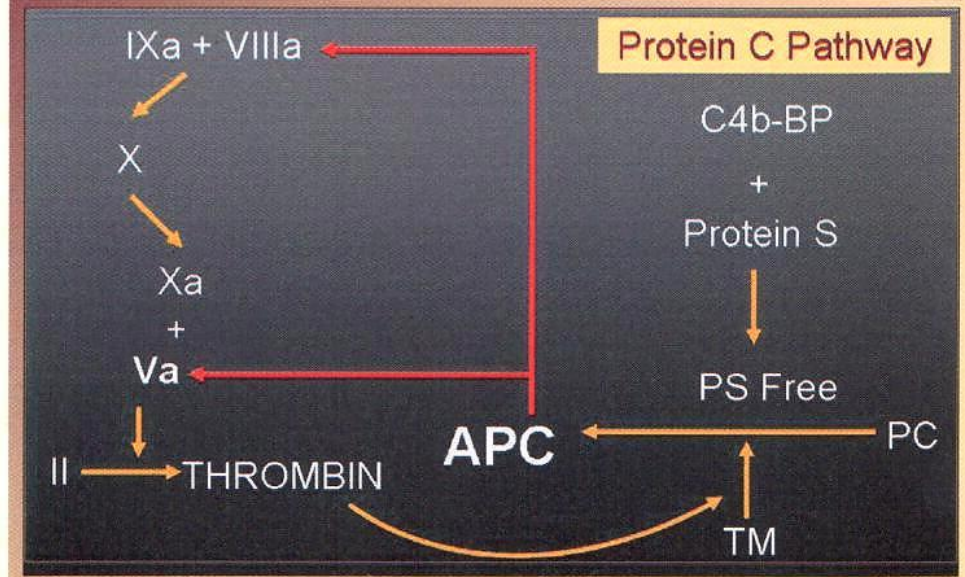 IXa + VIIIa
Protein C Pathway
C4b-BP
+
Protein S
X
Xa
+
Va
PS Free
APC
PC
II
THROMBIN
TM